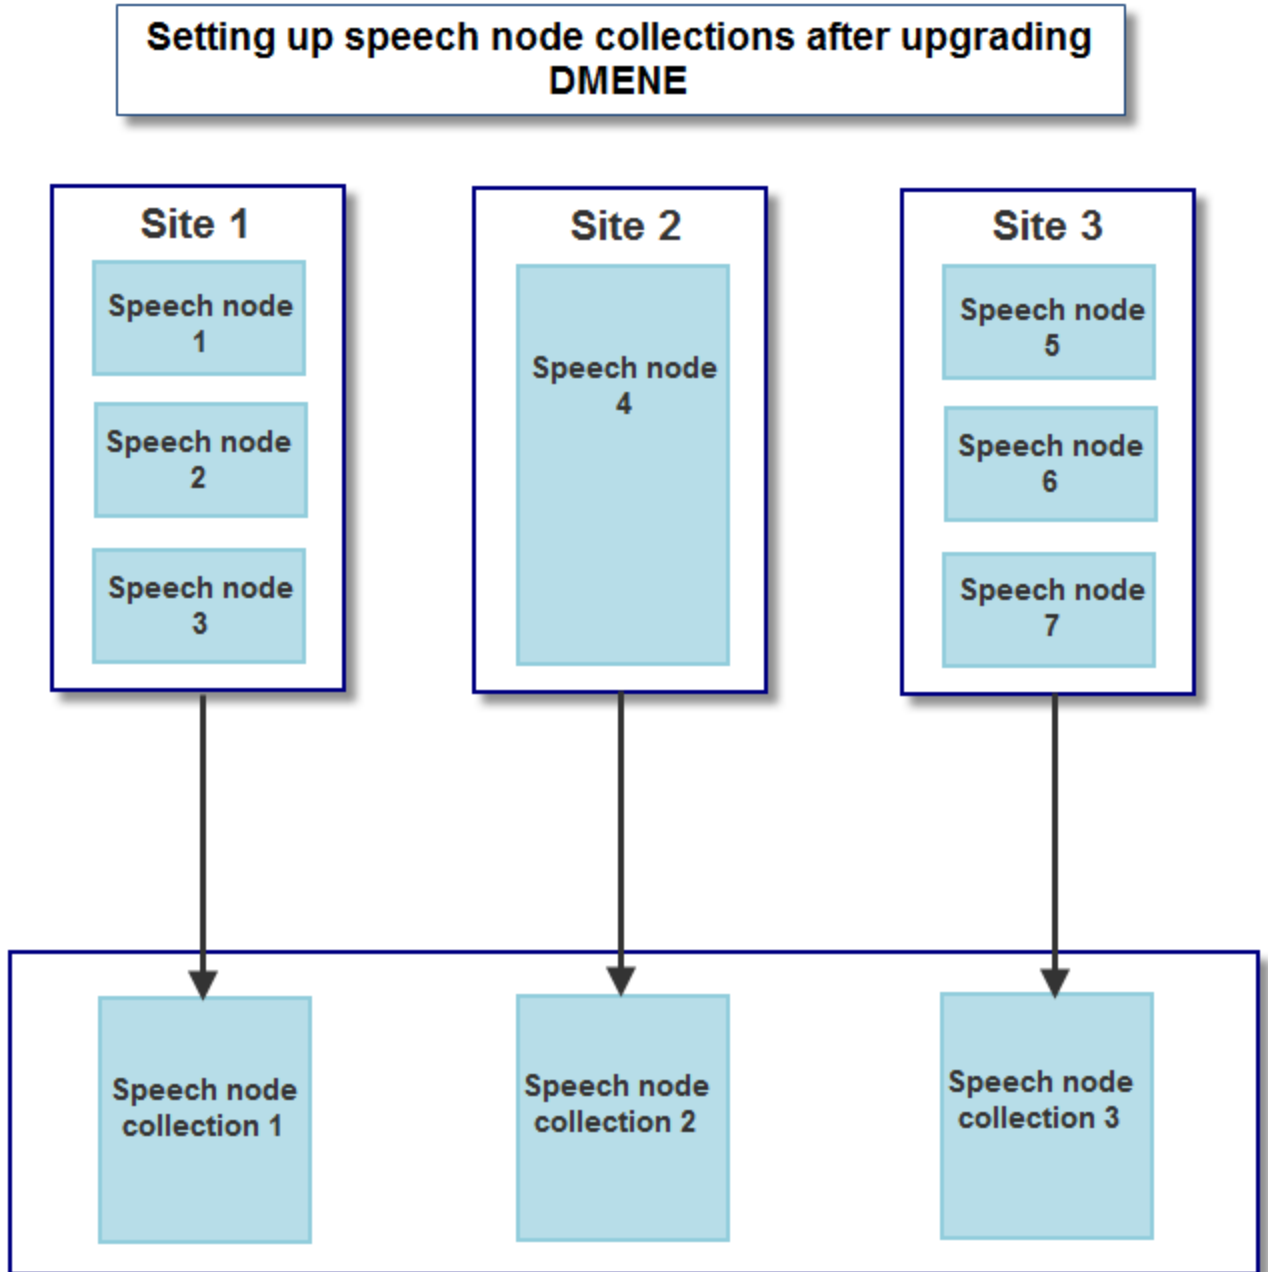 Setting up speech node collections after upgrading
DMENE
Site 1
Speech node
1
Speech node
2
Speech node
3
Site 2
Speech node
4
Site 3
Speech node
5
Speech node
6
Speech node
7
Speech node
collection 1
Speech node
collection 2
Speech node
collection 3